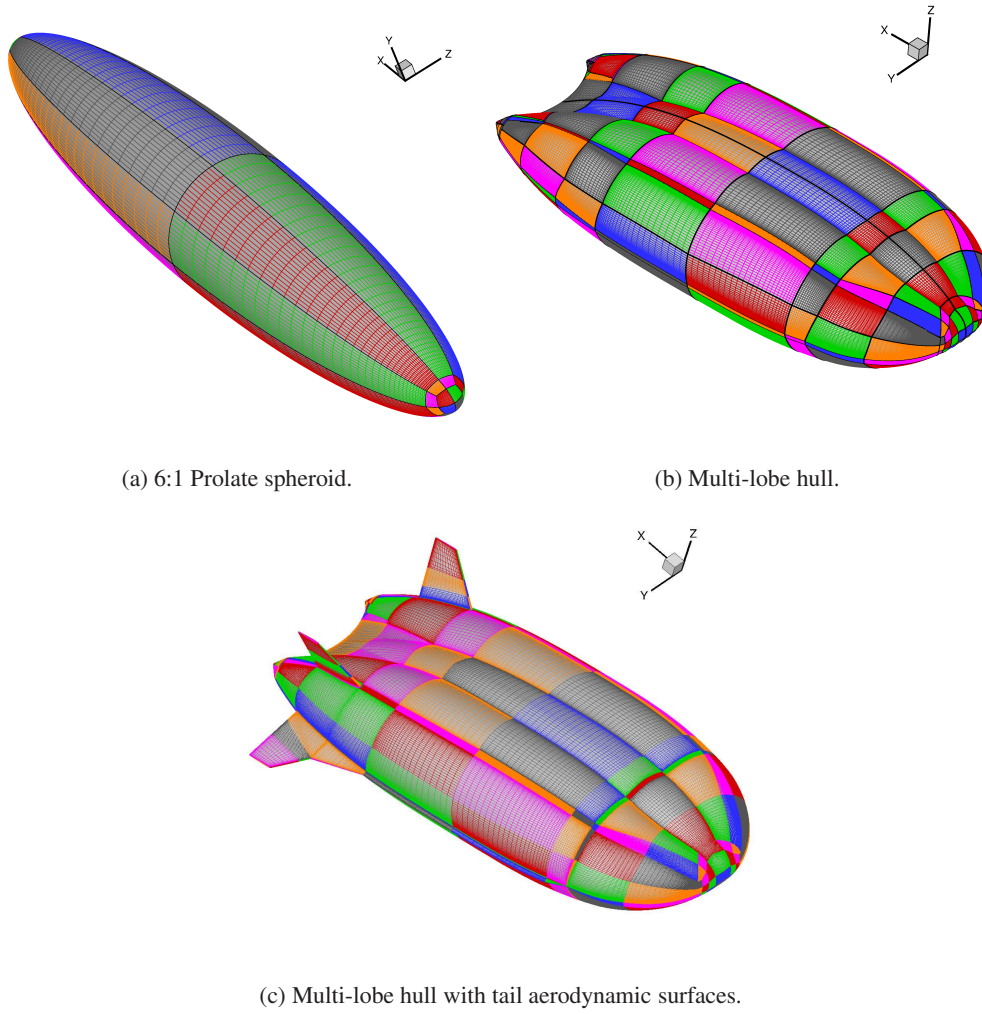 Y
X
Z
Z
X
Y
(a) 6:1 Prolate spheroid.
(b) Multi-lobe hull.
X
Z
Y
(c) Multi-lobe hull with tail aerodynamic surfaces.